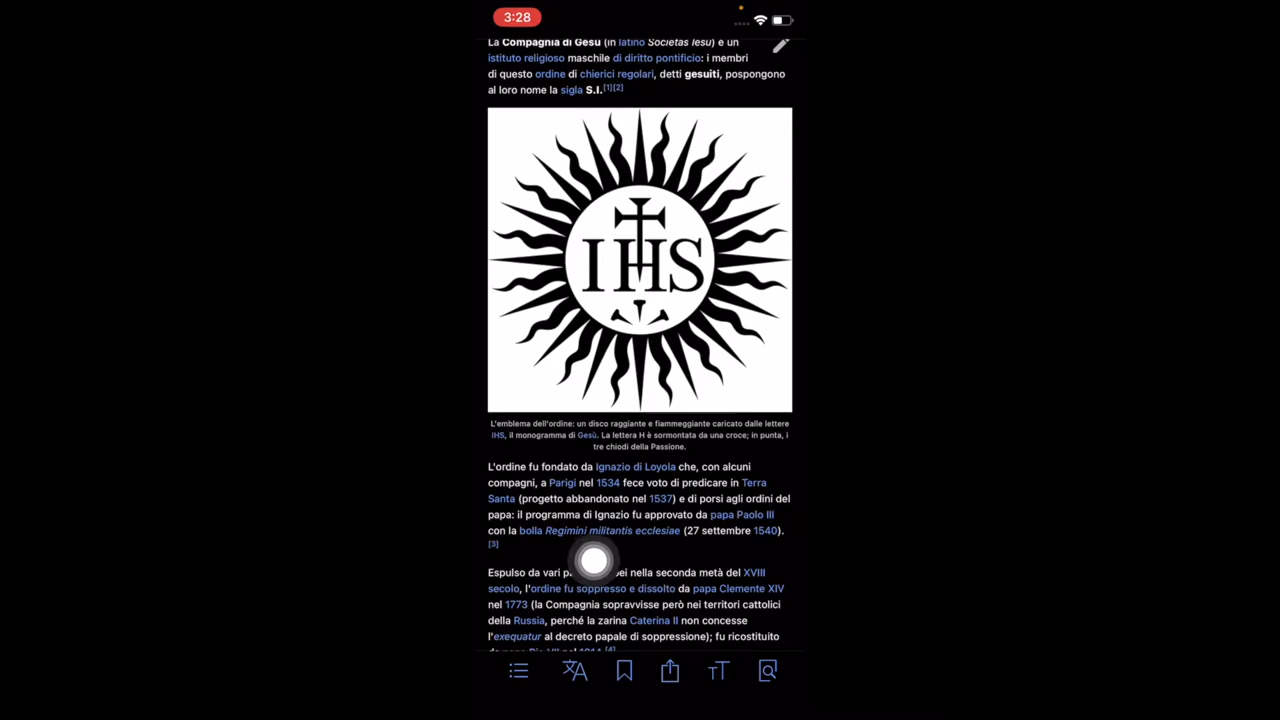 3:28
La Compagnia di Gesù (in latino Societas Iesu) è un
istituto religioso maschile di diritto pontificio: i membri
di questo ordine di chierici regolari, detti gesuiti, pospongono
al loro nome la sigla S.I.[1][2]
IHS
L'emblema dell'ordine: un disco raggiante e fiammeggiante caricato dalle lettere
IHS, il monogramma di Gesù. La lettera H è sormontata da una croce; in punta, i
tre chiodi della Passione.
L'ordine fu fondato da Ignazio di Loyola che, con alcuni
compagni, a Parigi nel 1534 fece voto di predicare in Terra
Santa (progetto abbandonato nel 1537) e di porsi agli ordini del
papa: il programma di Ignazio fu approvato da papa Paolo III
con la bolla Regimini militantis ecclesiae (27 settembre 1540).
[3]
Espulso da vari nella seconda metà del XVIII
secolo, l'ordine fu soppresso e dissolto da papa Clemente XIV
nel 1773 (la Compagnia sopravvisse però nei territori cattolici
della Russia, perché la zarina Caterina II non concesse
l'exequatur al decreto papale di soppressione); fu ricostituito
da papa Pio VII nel 1814.[4]